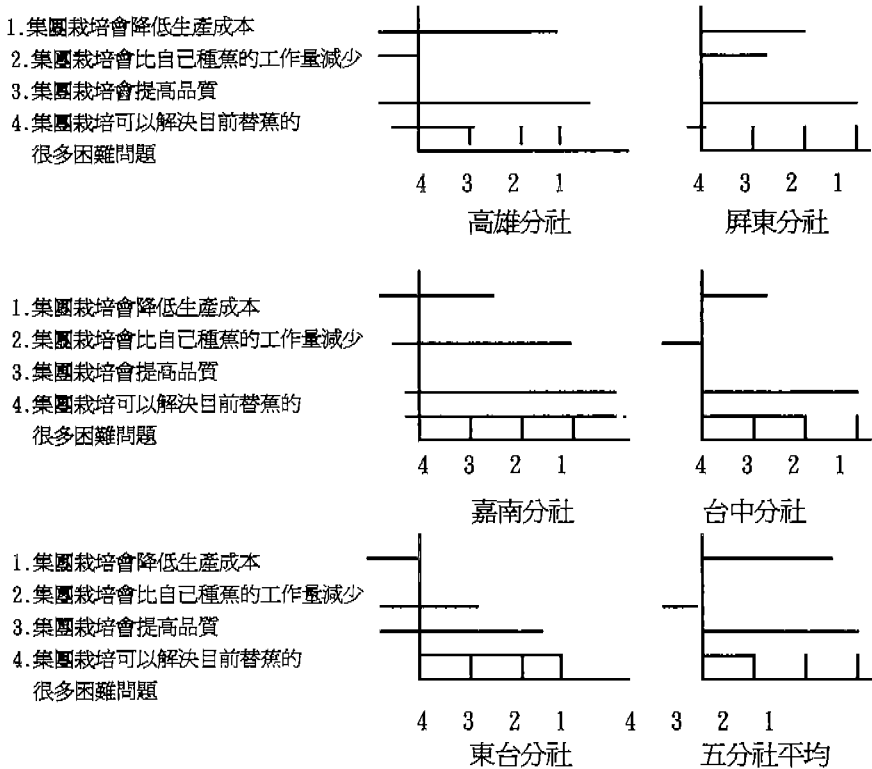 1.集團栽培會降低生產成本
2.集團栽培會比自己種蕉的工作量減少
3.集團栽培會提高品質
4.集團栽培可以解決目前替蕉的
很多困難問題
4 3 2 1
高雄分社
4 3 2 1
屏東分社
1.集團栽培會降低生產成本
2.集團栽培會比自己種蕉的工作量減少
3.集團栽培會提高品質
4.集團栽培可以解決目前替蕉的
很多困難問題
4 3 2 1
嘉南分社
4 3 2 1
台中分社
1.集團栽培會降低生產成本
2.集團栽培會比自己種蕉的工作量減少
3.集團栽培會提高品質
4.集團栽培可以解決目前替蕉的
很多困難問題
4 3 2 1
東台分社
4 3 2 1
五分社平均